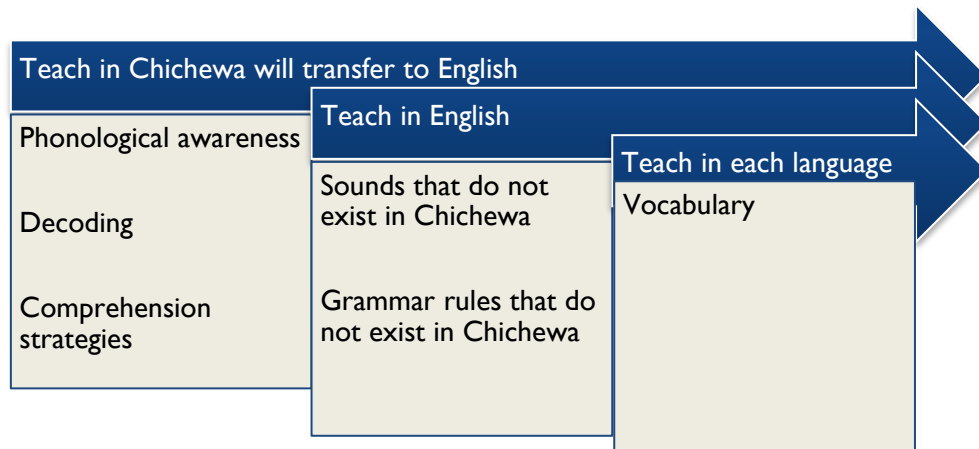 Teach in Chichewa will transfer to English
Phonological awareness
Decoding
Comprehension
strategies
Teach in English
Sounds that do not
exist in Chichewa
Grammar rules that do
not exist in Chichewa
Teach in each language
Vocabulary